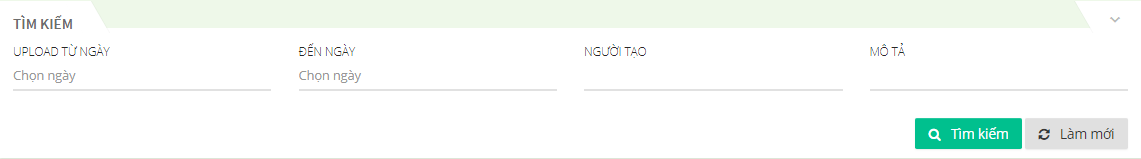 TÌM KIẾM
UPLOAD TỪ NGÀY
ĐẾN NGÀY
NGƯỜI TẠO
MÔ TẢ
Chọn ngày
Chọn ngày
Tìm kiếm
Làm mới